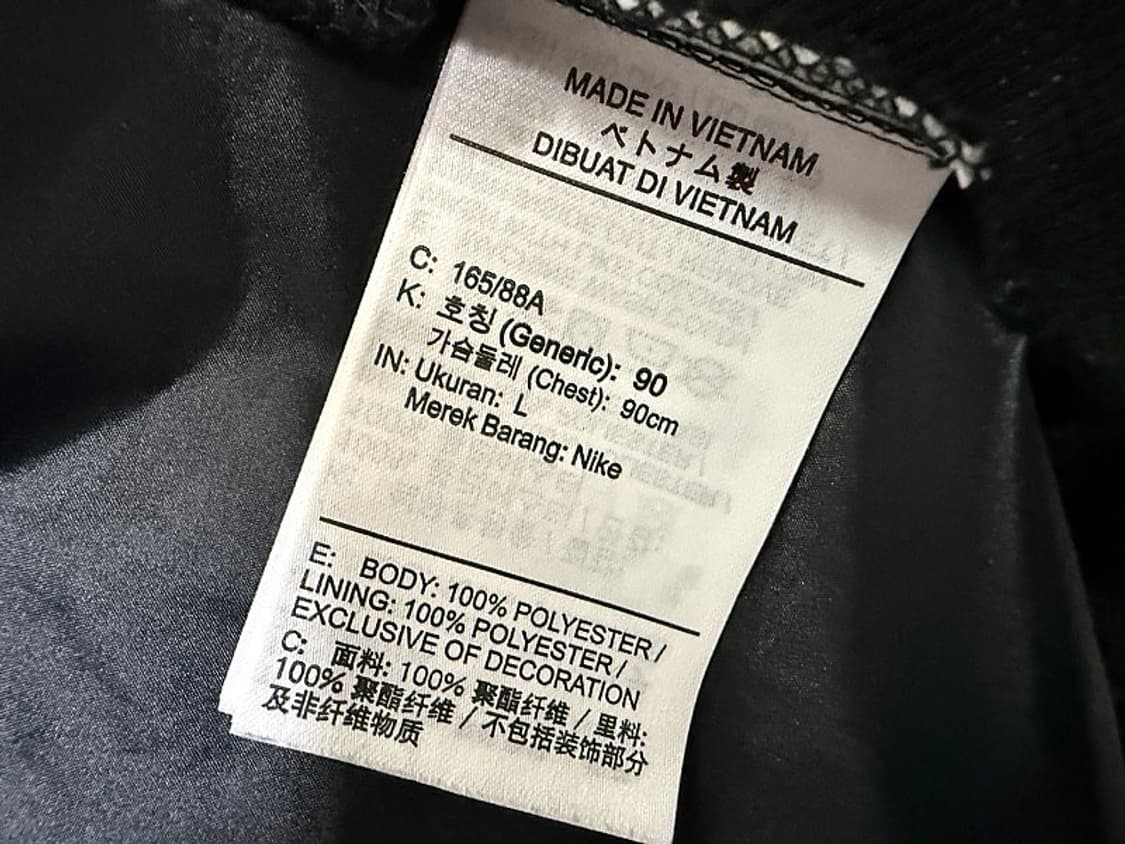 MADE IN VIETNAM
ベトナム製
DIBUAT DI VIETNAM
C: 165/88A
K: 호칭 (Generic): 90
가슴둘레 (Chest): 90cm
IN: Ukuran: L
Merek Barang: Nike
E: BODY: 100% POLYESTER /
LINING: 100% POLYESTER /
EXCLUSIVE OF DECORATION
C: 面料: 100% 聚酯纤维 / 里料:
100% 聚酯纤维 / 不包括装饰部分
及非纤维物质